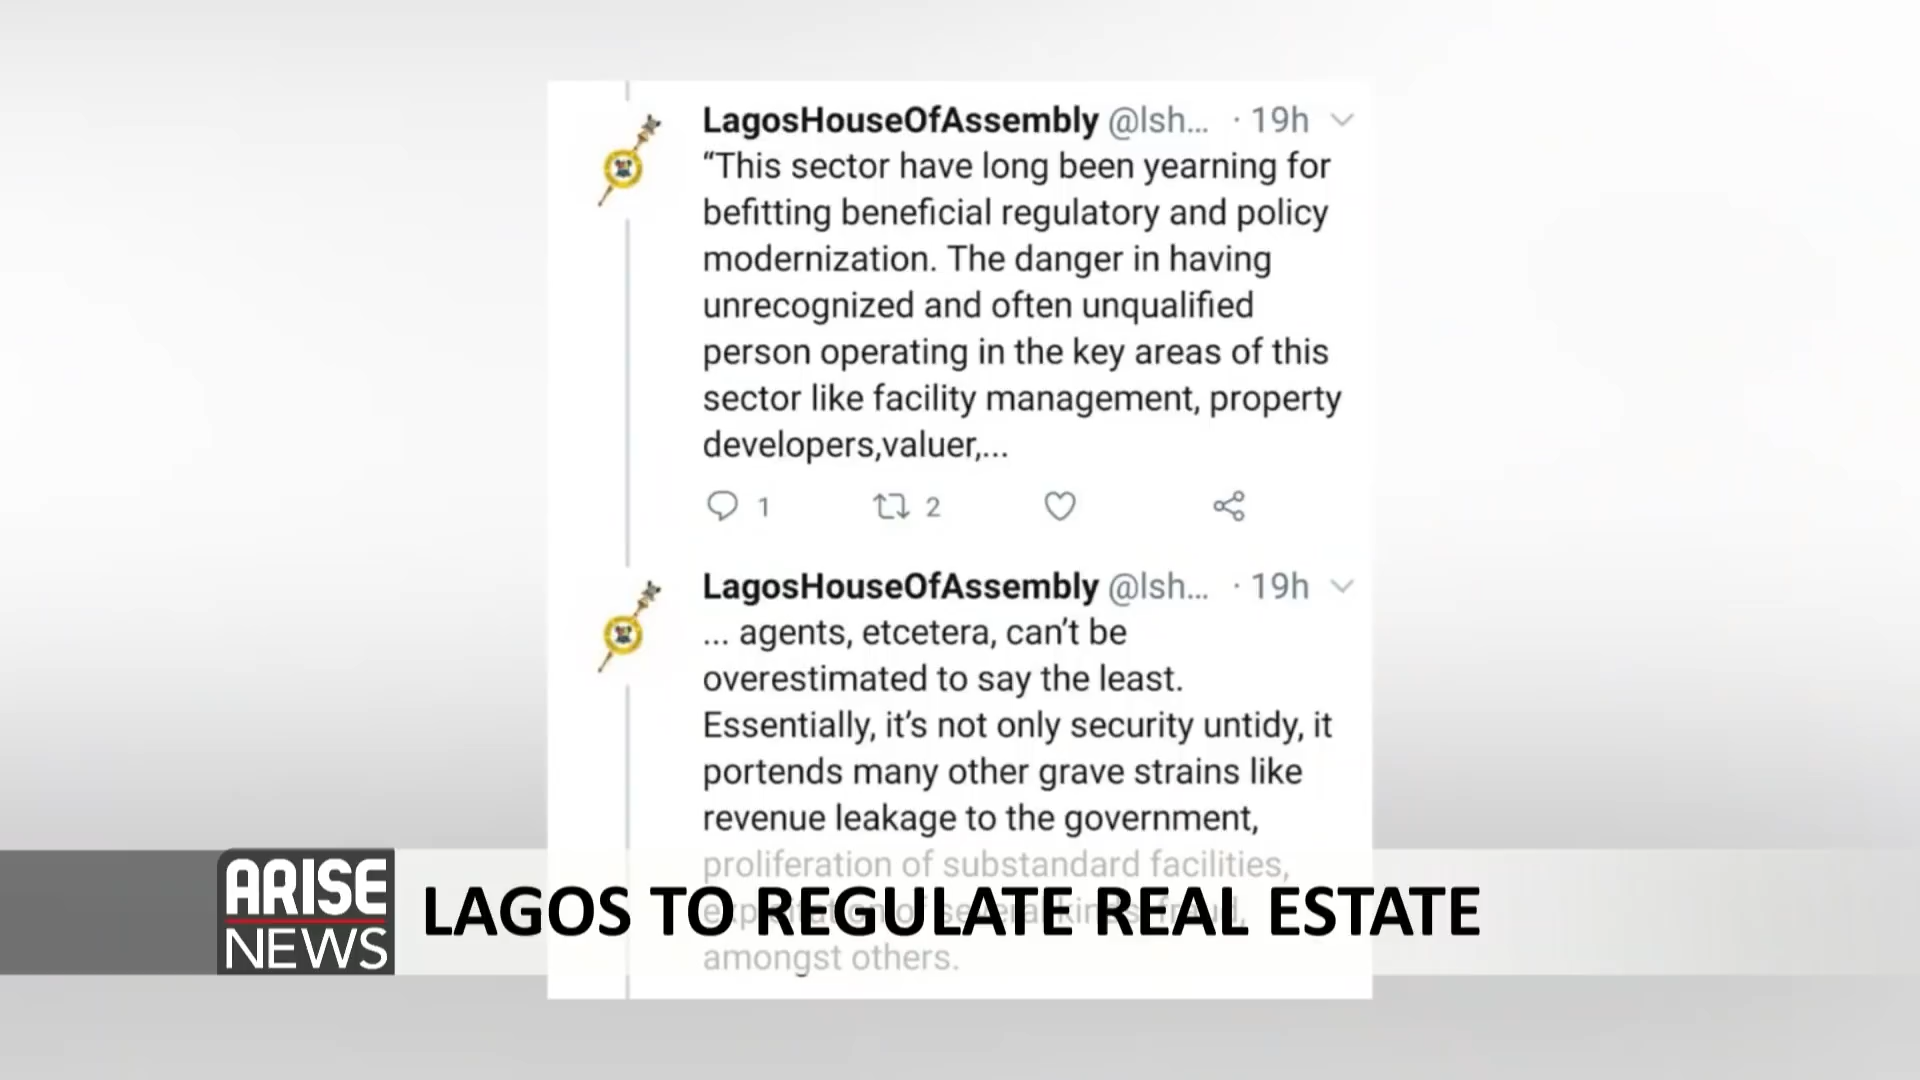 LagosHouseOfAssembly @lsh... · 19h
“This sector have long been yearning for
befitting beneficial regulatory and policy
modernization. The danger in having
unrecognized and often unqualified
person operating in the key areas of this
sector like facility management, property
developers,valuer,...
1 2
LagosHouseOfAssembly @lsh... · 19h
... agents, etcetera, can’t be
overestimated to say the least.
Essentially, it’s not only security untidy, it
portends many other grave strains like
revenue leakage to the government,
proliferation of substandard facilities,
amongst others.
ARISE
NEWS
LAGOS TO REGULATE REAL ESTATE